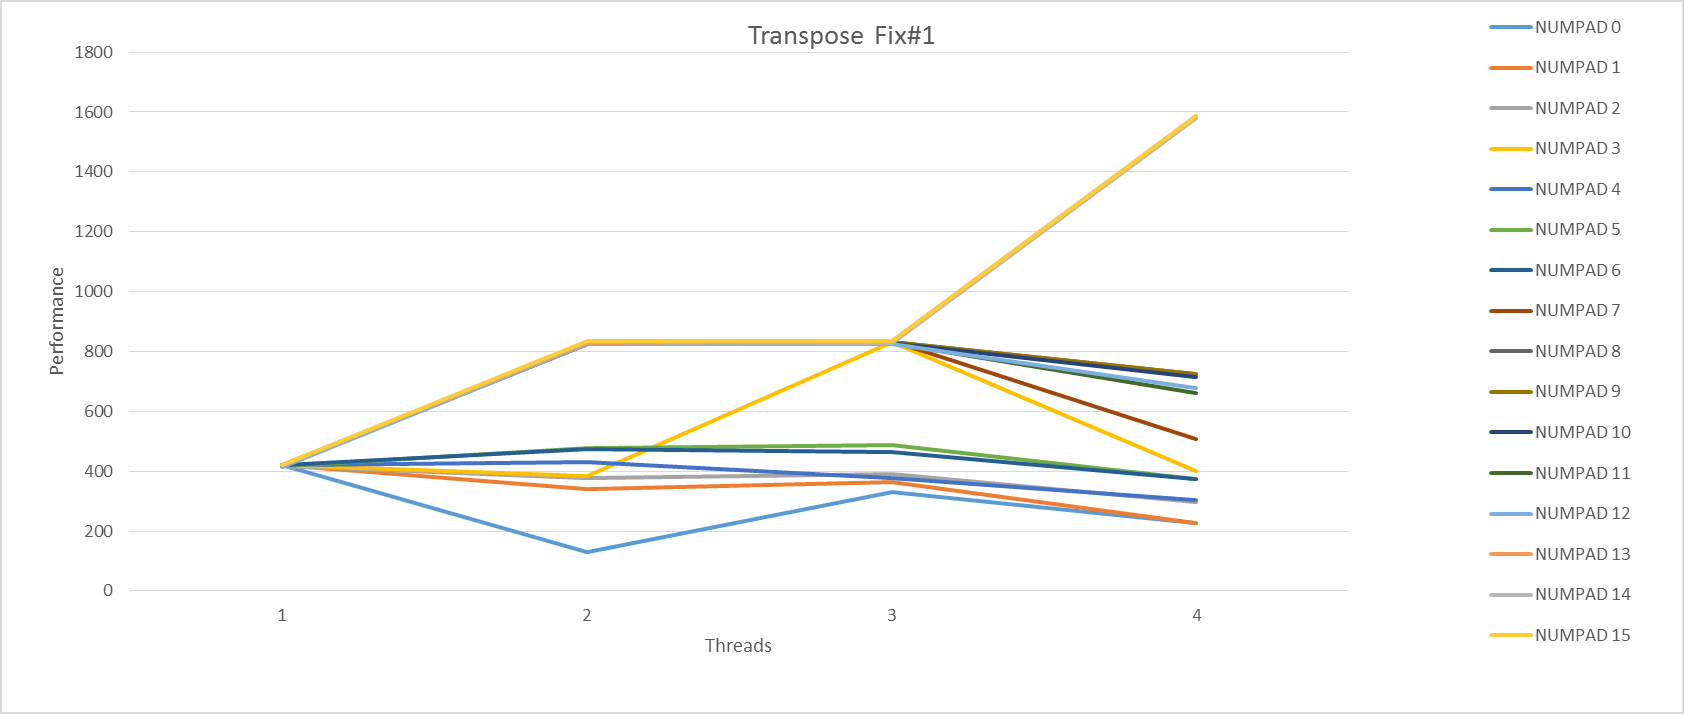 Transpose Fix#1
1800
1600
1400
1200
1000
800
600
400
200
0
Performance
1 2 3 4
Threads
NUMPAD 0
NUMPAD 1
NUMPAD 2
NUMPAD 3
NUMPAD 4
NUMPAD 5
NUMPAD 6
NUMPAD 7
NUMPAD 8
NUMPAD 9
NUMPAD 10
NUMPAD 11
NUMPAD 12
NUMPAD 13
NUMPAD 14
NUMPAD 15